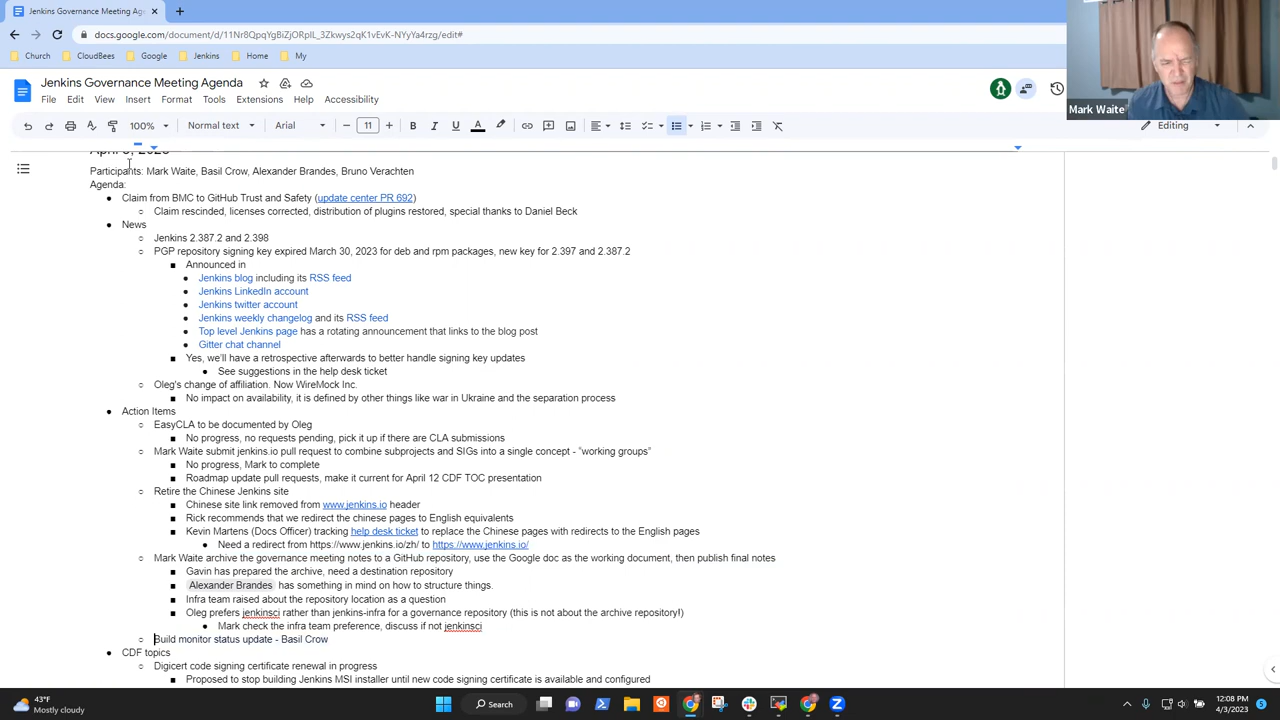 Jenkins Governance Meeting Age
docs.google.com/document/d/11Nr8QpqYgBiZjORpIL_3Zkwys2qK1vEvK-NYyYa4rzg/edit#
Church CloudBees Google Jenkins Home My
Jenkins Governance Meeting Agenda
File Edit View Insert Format Tools Extensions Help Accessibility
100% Normal text Arial 11 Editing
Mark Waite
Participants: Mark Waite, Basil Crow, Alexander Brandes, Bruno Verachten
Agenda:
Claim from BMC to GitHub Trust and Safety (update center PR 692)
Claim rescinded, licenses corrected, distribution of plugins restored, special thanks to Daniel Beck
News
Jenkins 2.387.2 and 2.398
PGP repository signing key expired March 30, 2023 for deb and rpm packages, new key for 2.397 and 2.387.2
Announced in
Jenkins blog including its RSS feed
Jenkins LinkedIn account
Jenkins twitter account
Jenkins weekly changelog and its RSS feed
Top level Jenkins page has a rotating announcement that links to the blog post
Gitter chat channel
Yes, we'll have a retrospective afterwards to better handle signing key updates
See suggestions in the help desk ticket
Oleg's change of affiliation. Now WireMock Inc.
No impact on availability, it is defined by other things like war in Ukraine and the separation process
Action Items
EasyCLA to be documented by Oleg
No progress, no requests pending, pick it up if there are CLA submissions
Mark Waite submit jenkins.io pull request to combine subprojects and SIGs into a single concept - "working groups"
No progress, Mark to complete
Roadmap update pull requests, make it current for April 12 CDF TOC presentation
Retire the Chinese Jenkins site
Chinese site link removed from www.jenkins.io header
Rick recommends that we redirect the chinese pages to English equivalents
Kevin Martens (Docs Officer) tracking help desk ticket to replace the Chinese pages with redirects to the English pages
Need a redirect from https://www.jenkins.io/zh/ to https://www.jenkins.io/
Mark Waite archive the governance meeting notes to a GitHub repository, use the Google doc as the working document, then publish final notes
Gavin has prepared the archive, need a destination repository
Alexander Brandes has something in mind on how to structure things.
Infra team raised about the repository location as a question
Oleg prefers jenkinsci rather than jenkins-infra for a governance repository (this is not about the archive repository!)
Mark check the infra team preference, discuss if not jenkinsci
Build monitor status update - Basil Crow
CDF topics
Digicert code signing certificate renewal in progress
Proposed to stop building Jenkins MSI installer until new code signing certificate is available and configured
43°F
Mostly cloudy
Search
12:08 PM
4/3/2023